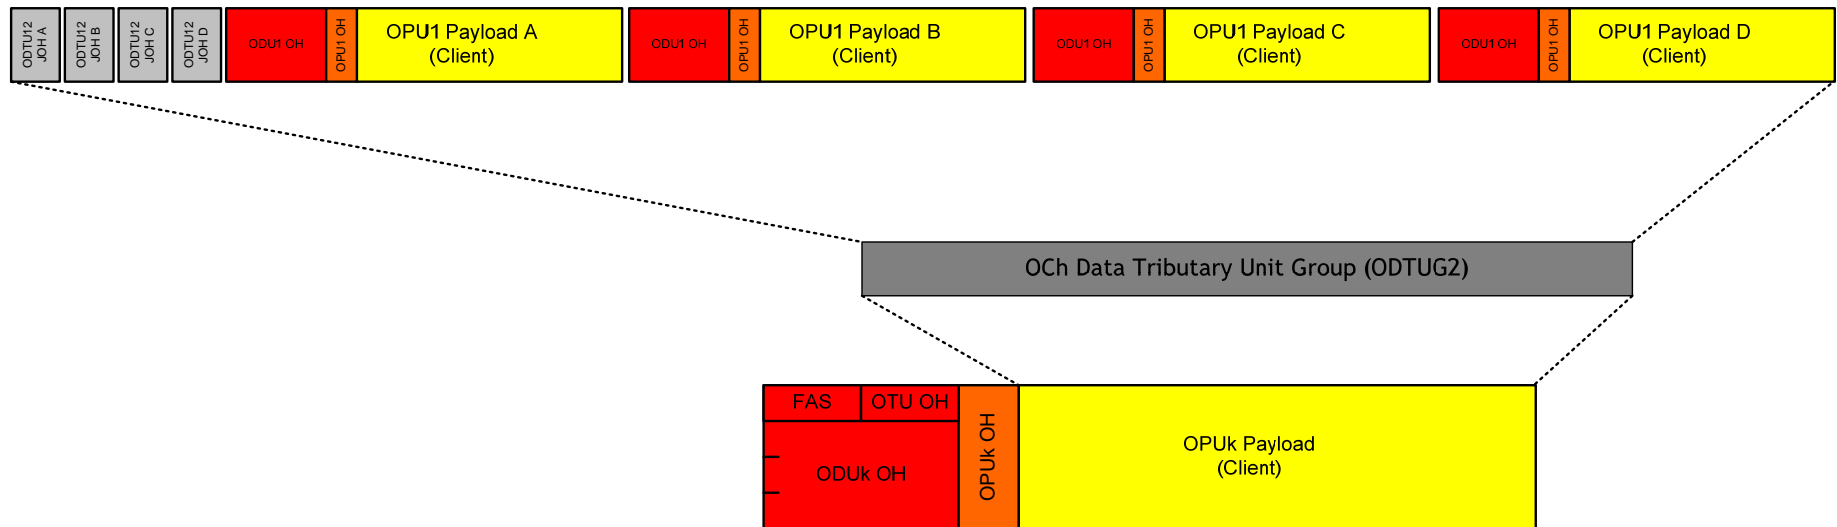 ODTU12
JOH A
ODTU12
JOH B
ODTU12
JOH C
ODTU12
JOH D
ODU1 OH
OPU1 OH
OPU1 Payload A
(Client)
ODU1 OH
OPU1 OH
OPU1 Payload B
(Client)
ODU1 OH
OPU1 OH
OPU1 Payload C
(Client)
ODU1 OH
OPU1 OH
OPU1 Payload D
(Client)
OCh Data Tributary Unit Group (ODTUG2)
FAS
OTU OH
ODUk OH
OPUk OH
OPUk Payload
(Client)